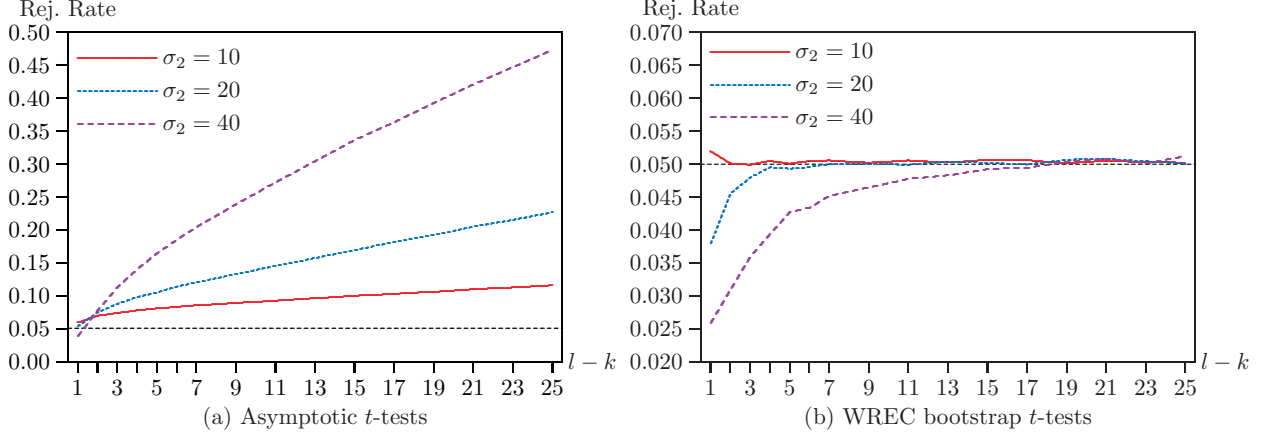 Rej. Rate
0.50
0.45
0.40
0.35
0.30
0.25
0.20
0.15
0.10
0.05
0.00
σ₂ = 10
σ₂ = 20
σ₂ = 40
1 3 5 7 9 11 13 15 17 19 21 23 25
l − k
(a) Asymptotic t-tests
Rej. Rate
0.070
0.065
0.060
0.055
0.050
0.045
0.040
0.035
0.030
0.025
0.020
σ₂ = 10
σ₂ = 20
σ₂ = 40
1 3 5 7 9 11 13 15 17 19 21 23 25
l − k
(b) WREC bootstrap t-tests